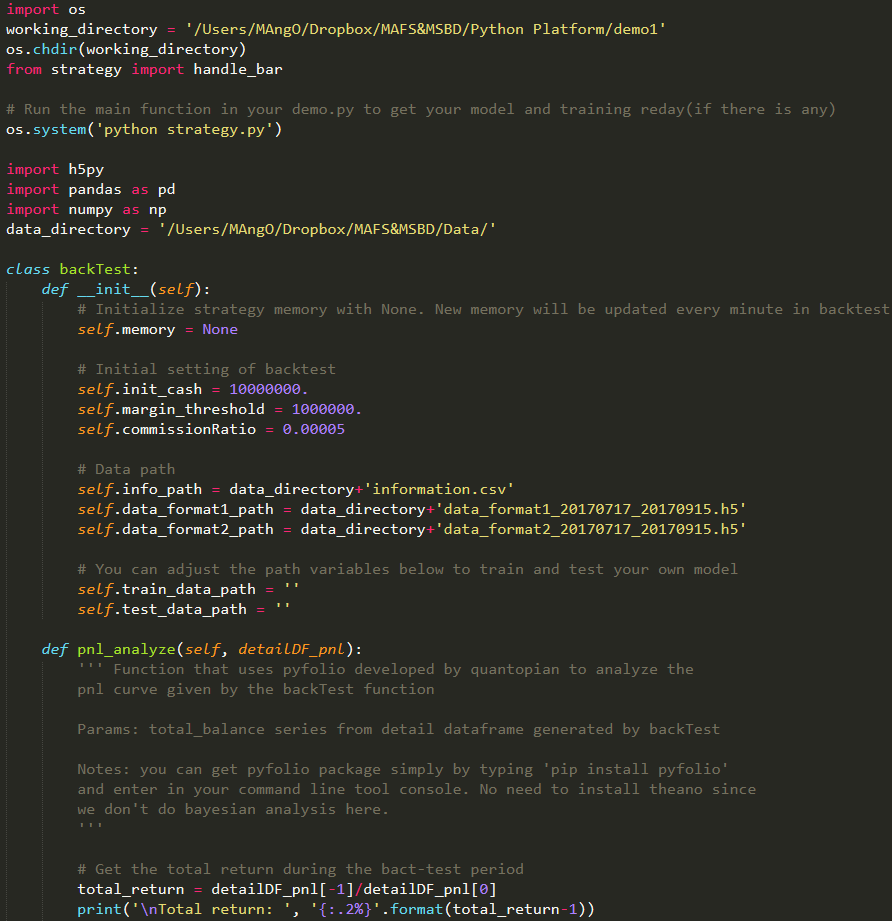 import os
working_directory = '/Users/MAngO/Dropbox/MAFS&MSBD/Python Platform/demo1'
os.chdir(working_directory)
from strategy import handle_bar
# Run the main function in your demo.py to get your model and training reday(if there is any)
os.system('python strategy.py')
import h5py
import pandas as pd
import numpy as np
data_directory = '/Users/MAngO/Dropbox/MAFS&MSBD/Data/'
class backTest:
    def __init__(self):
        # Initialize strategy memory with None. New memory will be updated every minute in backtest
        self.memory = None
        # Initial setting of backtest
        self.init_cash = 10000000.
        self.margin_threshold = 1000000.
        self.commissionRatio = 0.00005
        # Data path
        self.info_path = data_directory+'information.csv'
        self.data_format1_path = data_directory+'data_format1_20170717_20170915.h5'
        self.data_format2_path = data_directory+'data_format2_20170717_20170915.h5'
        # You can adjust the path variables below to train and test your own model
        self.train_data_path = ''
        self.test_data_path = ''
    def pnl_analyze(self, detailDF_pnl):
        ''' Function that uses pyfolio developed by quantopian to analyze the
        pnl curve given by the backTest function
        Params: total_balance series from detail dataframe generated by backTest
        Notes: you can get pyfolio package simply by typing 'pip install pyfolio'
        and enter in your command line tool console. No need to install theano since
        we don't do bayesian analysis here.
        '''
        # Get the total return during the bact-test period
        total_return = detailDF_pnl[-1]/detailDF_pnl[0]
        print('\nTotal return: ', '{:.2%}'.format(total_return-1))